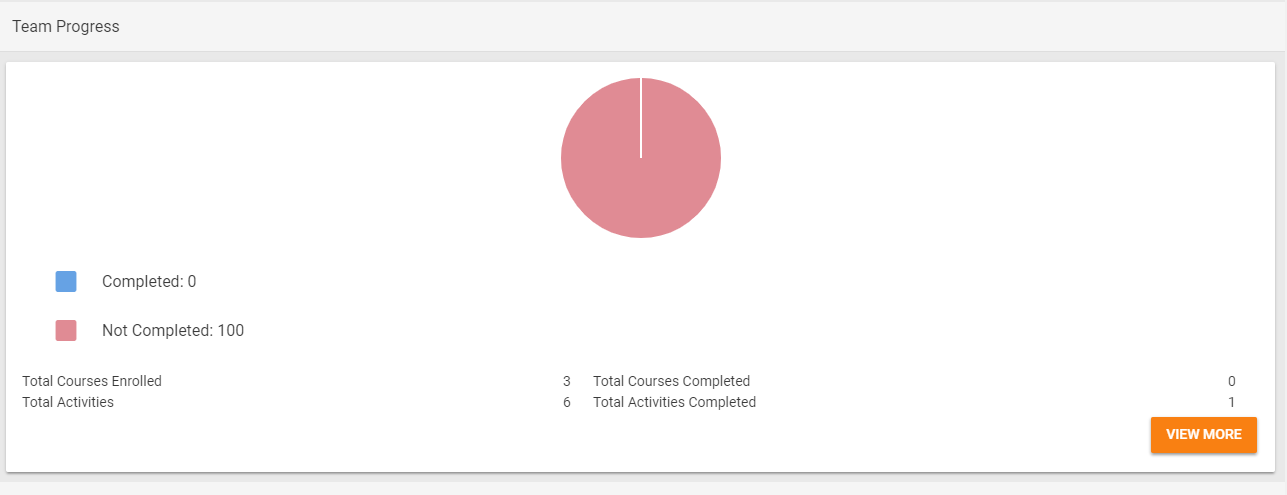 Team Progress
Completed: 0
Not Completed: 100
Total Courses Enrolled 3 Total Courses Completed 0
Total Activities 6 Total Activities Completed 1
VIEW MORE